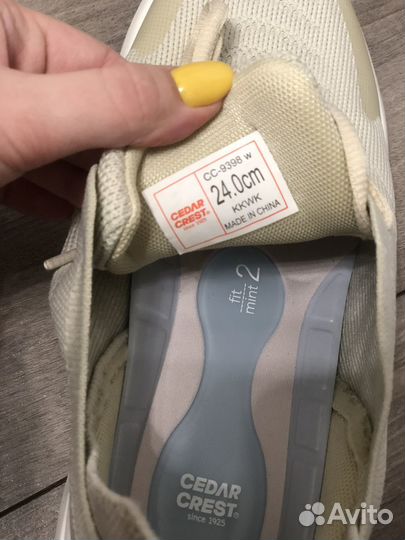 CC-9398 w
24.0cm
KKWK
MADE IN CHINA
CEDAR
CREST®
since 1925
fit
mint 2
CEDAR
CREST®
since 1925
Avito